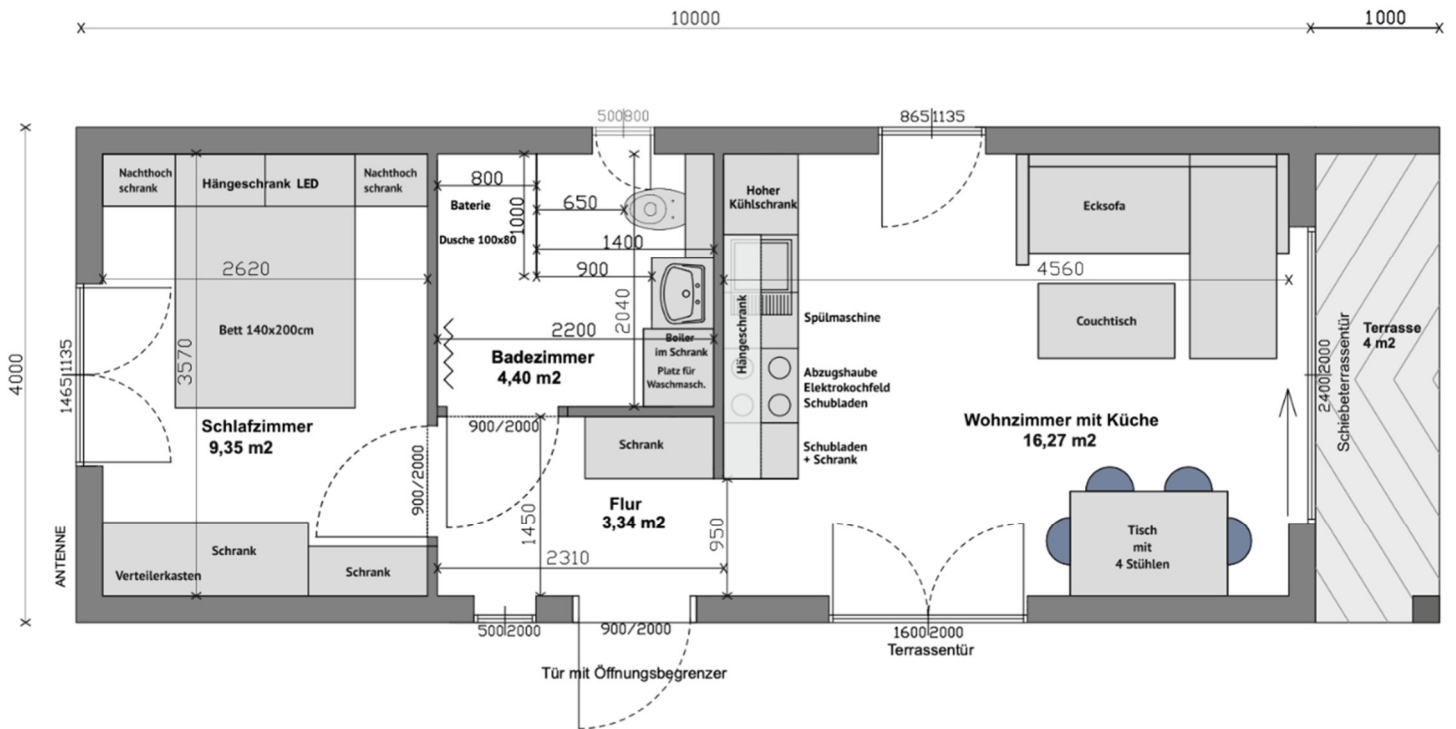 10000
1000
500|800
865|1135
Nachthoch
schrank
Hängeschrank LED
Nachthoch
schrank
800
Baterie
1000
650
Dusche 100x80
1400
900
2040
Hoher
Kühlschrank
Ecksofa
2620
4560
Bett 140x200cm
3570
4000
1465|1135
2200
Boiler
im Schrank
Platz für
Waschmasch.
Badezimmer
4,40 m2
Hängeschrank
Spülmaschine
Abzugshaube
Elektrokochfeld
Schubladen
Schubladen
+ Schrank
Couchtisch
Terrasse
4 m2
2400|2000
Schiebeterrassentür
Schlafzimmer
9,35 m2
900/2000
900/2000
Schrank
Wohnzimmer mit Küche
16,27 m2
Flur
3,34 m2
1450
950
2310
Tisch
mit
4 Stühlen
ANTENNE
Schrank
Verteilerkasten
Schrank
500|2000
900/2000
1600|2000
Terrassentür
Tür mit Öffnungsbegrenzer